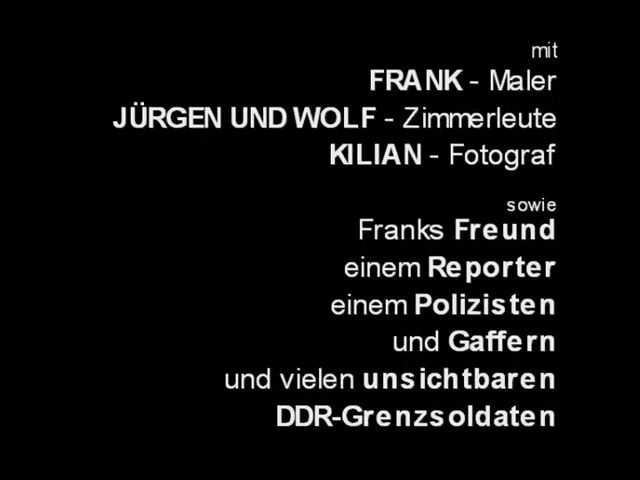 mit
FRANK - Maler
JÜRGEN UND WOLF - Zimmerleute
KILIAN - Fotograf
sowie
Franks Freund
einem Reporter
einem Polizisten
und Gaffern
und vielen unsichtbaren
DDR-Grenzsoldaten